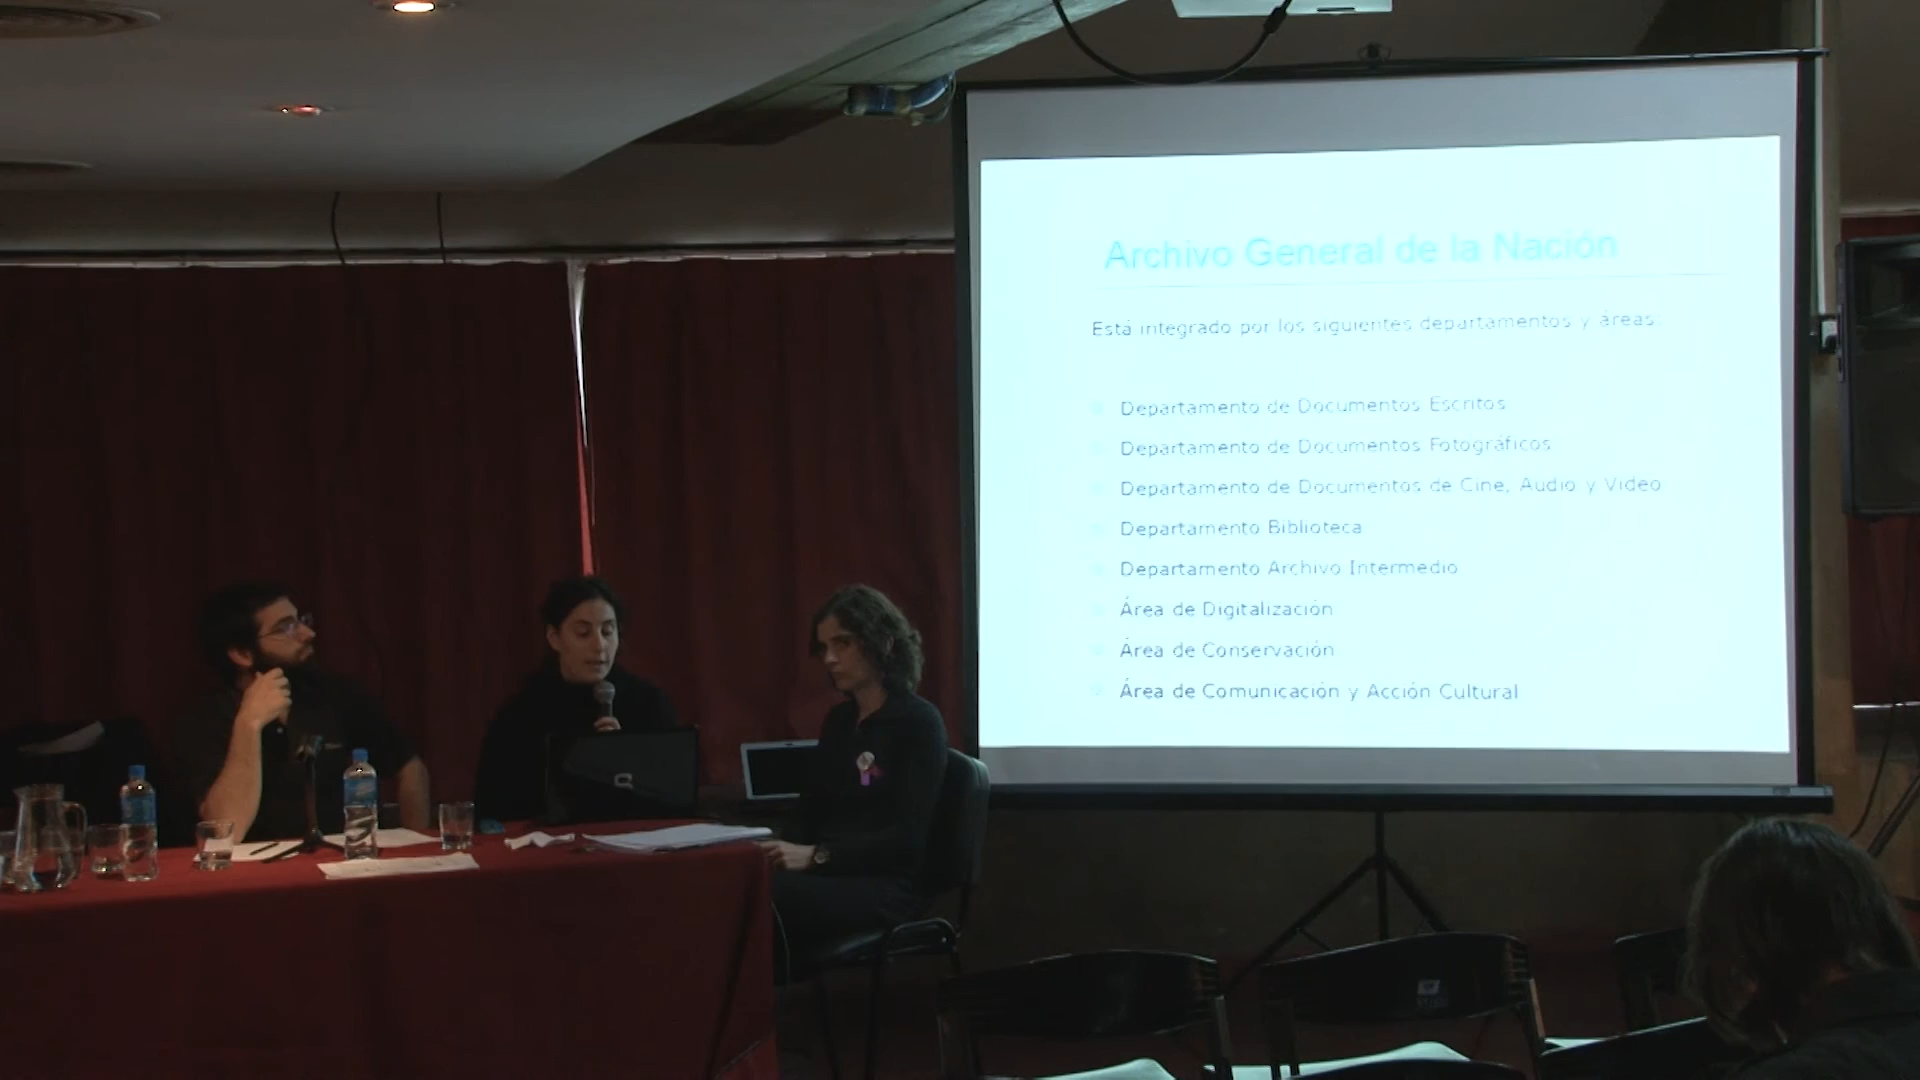 Archivo General de la Nación
Está integrado por los siguientes departamentos y áreas:
Departamento de Documentos Escritos
Departamento de Documentos Fotográficos
Departamento de Documentos de Cine, Audio y Video
Departamento Biblioteca
Departamento Archivo Intermedio
Área de Digitalización
Área de Conservación
Área de Comunicación y Acción Cultural